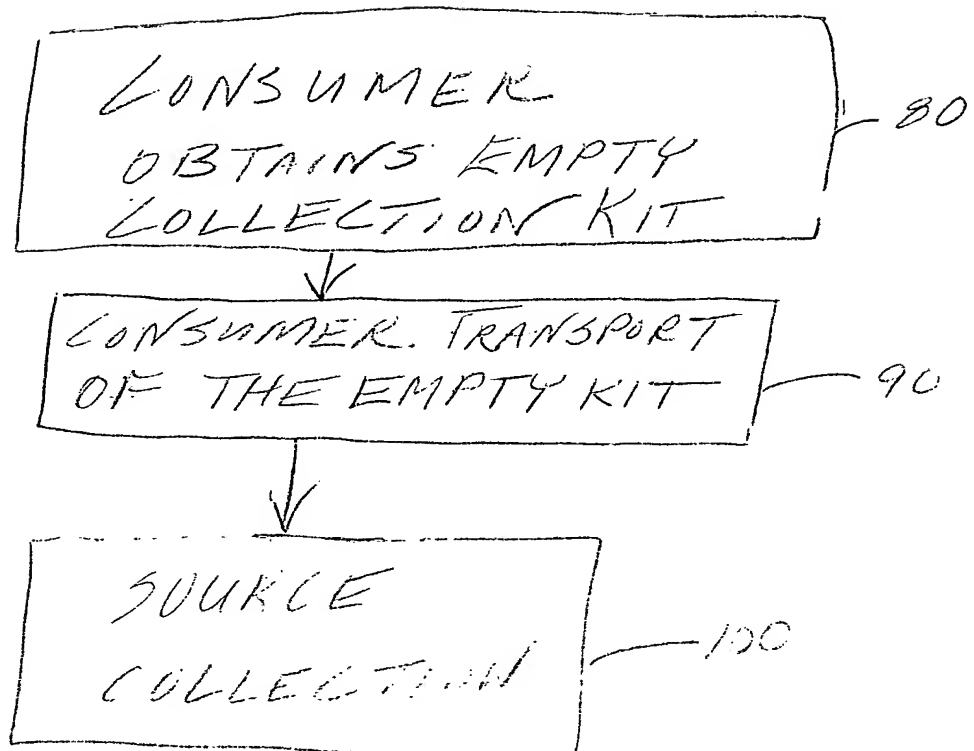 CONSUMER
OBTAINS EMPTY
COLLECTION KIT
80
CONSUMER TRANSPORT
OF THE EMPTY KIT
90
SOURCE
COLLECTION
100